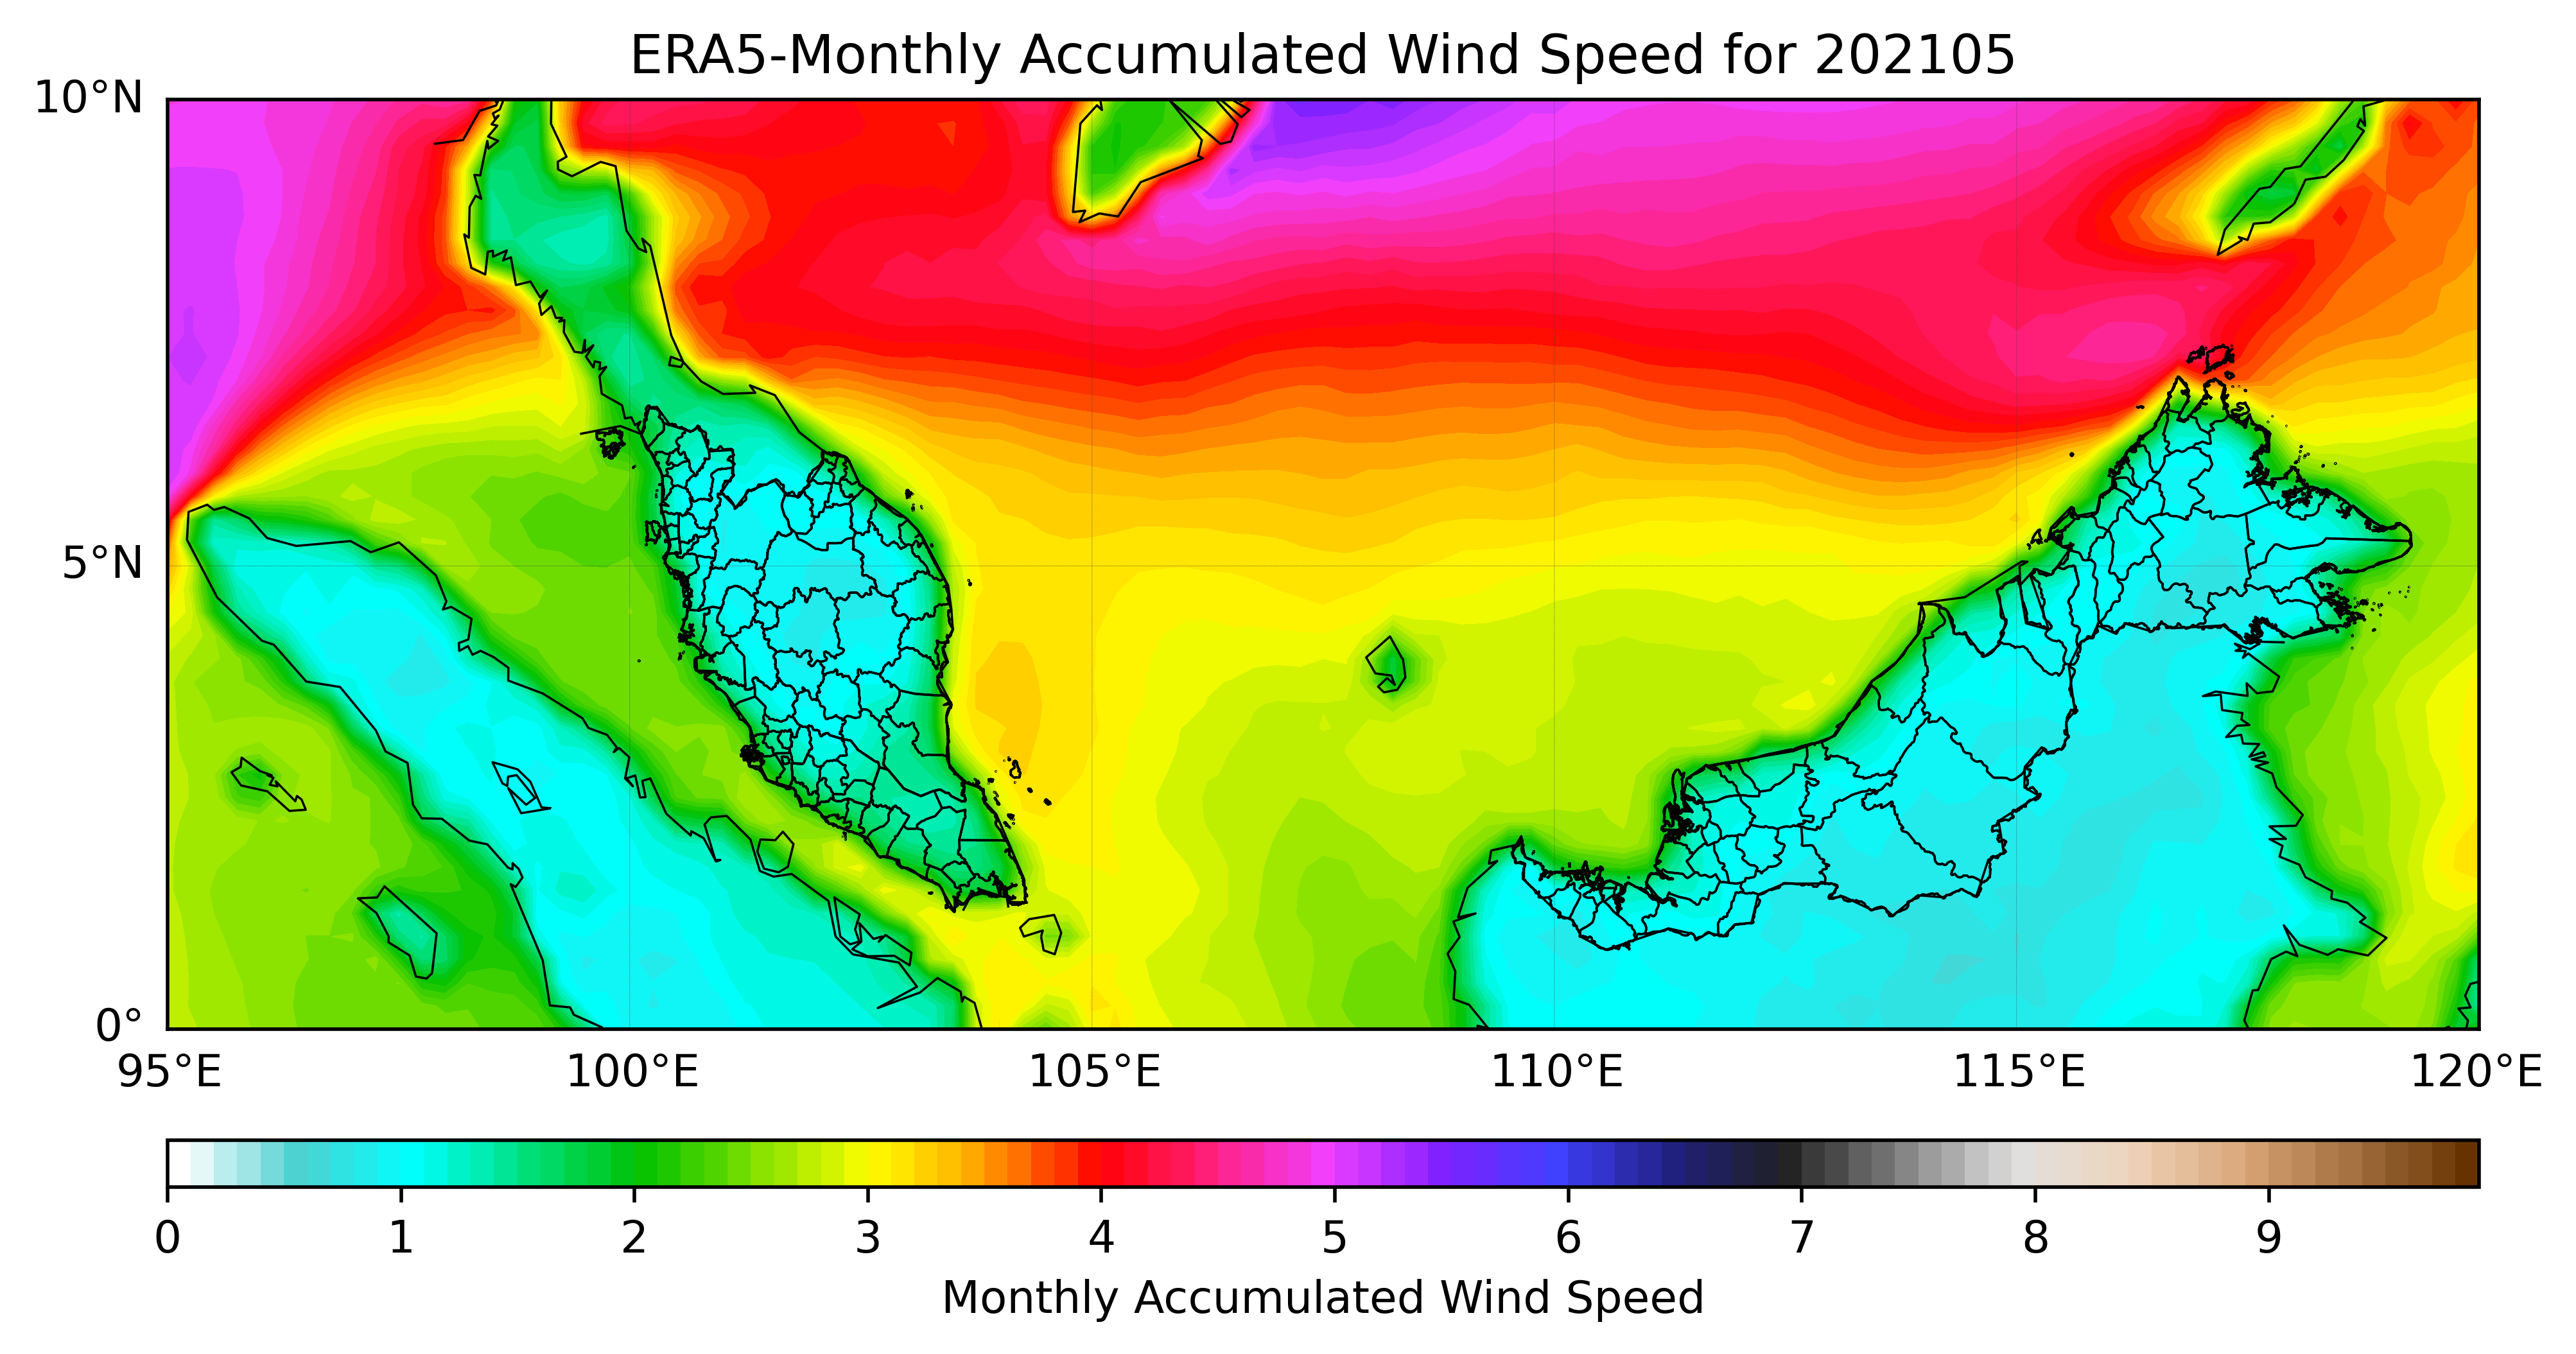 ERA5-Monthly Accumulated Wind Speed for 202105
10°N
5°N
0°
95°E 100°E 105°E 110°E 115°E 120°E
0 1 2 3 4 5 6 7 8 9
Monthly Accumulated Wind Speed